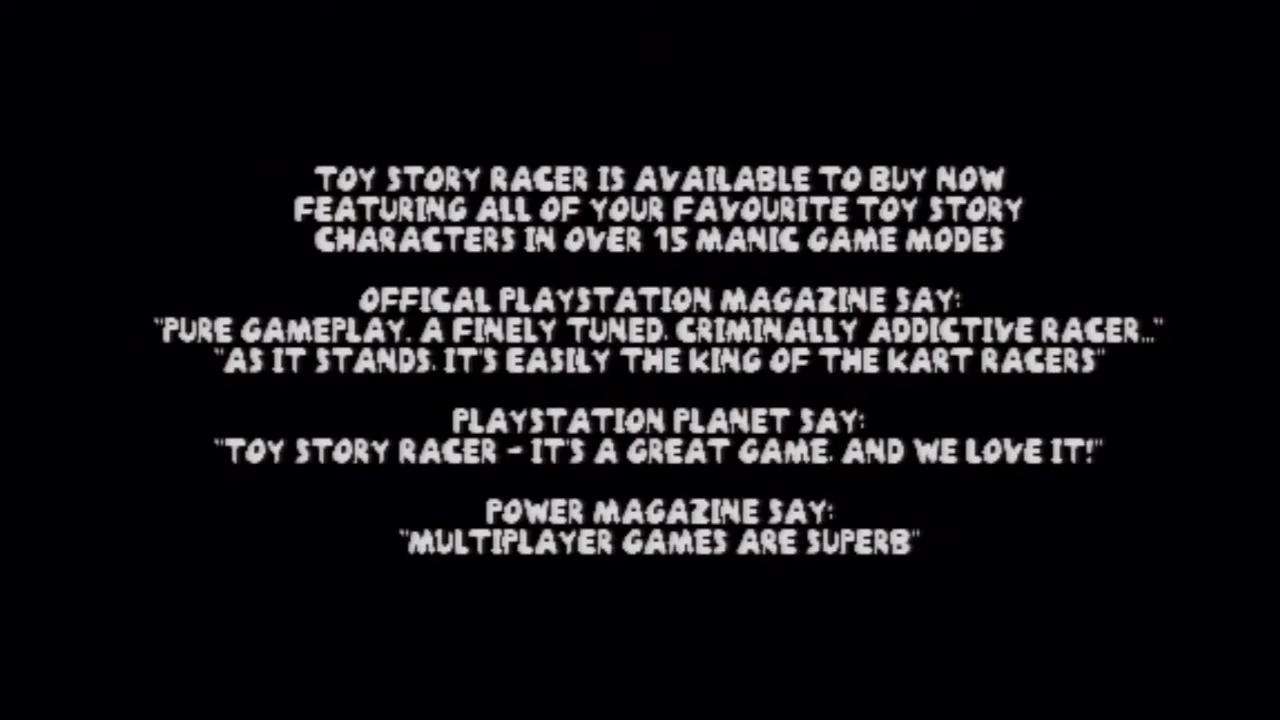 TOY STORY RACER IS AVAILABLE TO BUY NOW
FEATURING ALL OF YOUR FAVOURITE TOY STORY
CHARACTERS IN OVER 15 MANIC GAME MODES
OFFICAL PLAYSTATION MAGAZINE SAY:
"PURE GAMEPLAY. A FINELY TUNED, CRIMINALLY ADDICTIVE RACER..."
"AS IT STANDS, IT'S EASILY THE KING OF THE KART RACERS"
PLAYSTATION PLANET SAY:
"TOY STORY RACER - IT'S A GREAT GAME, AND WE LOVE IT!"
POWER MAGAZINE SAY:
"MULTIPLAYER GAMES ARE SUPERB"